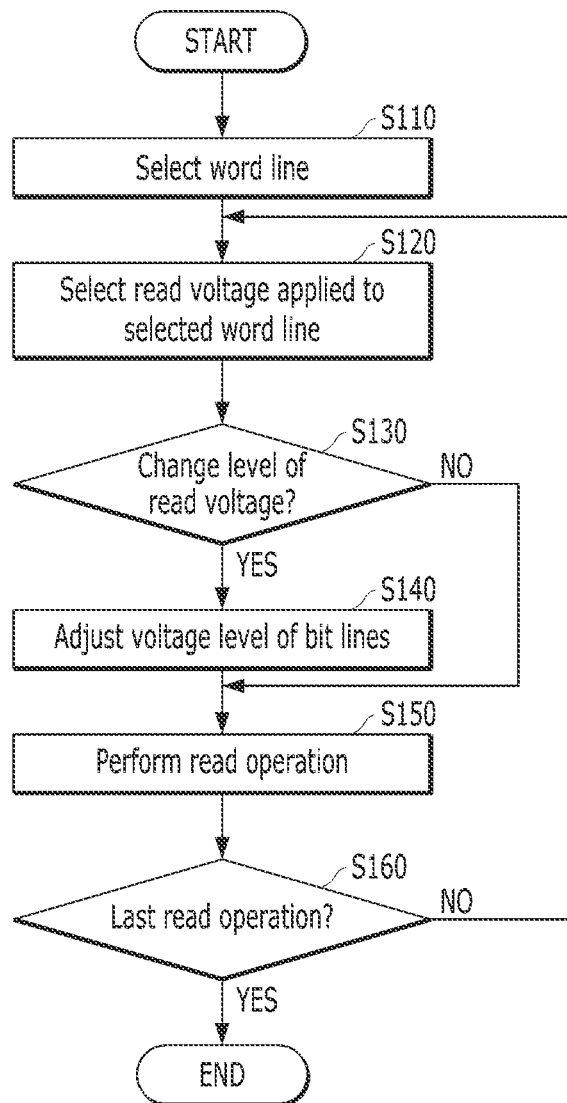 START
S110
Select word line
S120
Select read voltage applied to
selected word line
S130
Change level of
read voltage?
NO
YES
S140
Adjust voltage level of bit lines
S150
Perform read operation
S160
Last read operation?
NO
YES
END